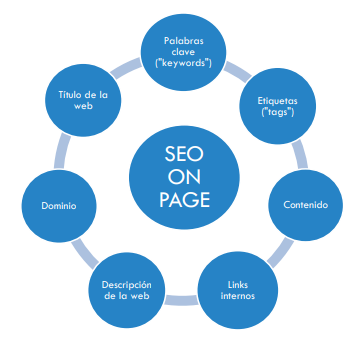 Palabras
clave
("keywords")
Etiquetas
("tags")
Contenido
Links
internos
Descripción
de la web
Dominio
Título de la
web
SEO
ON
PAGE